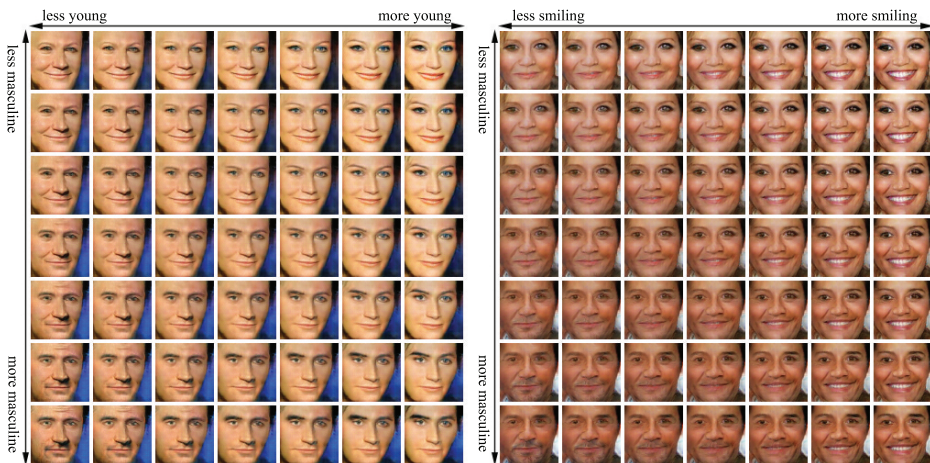 less young
more young
less smiling
more smiling
less masculine
more masculine
less masculine
more masculine